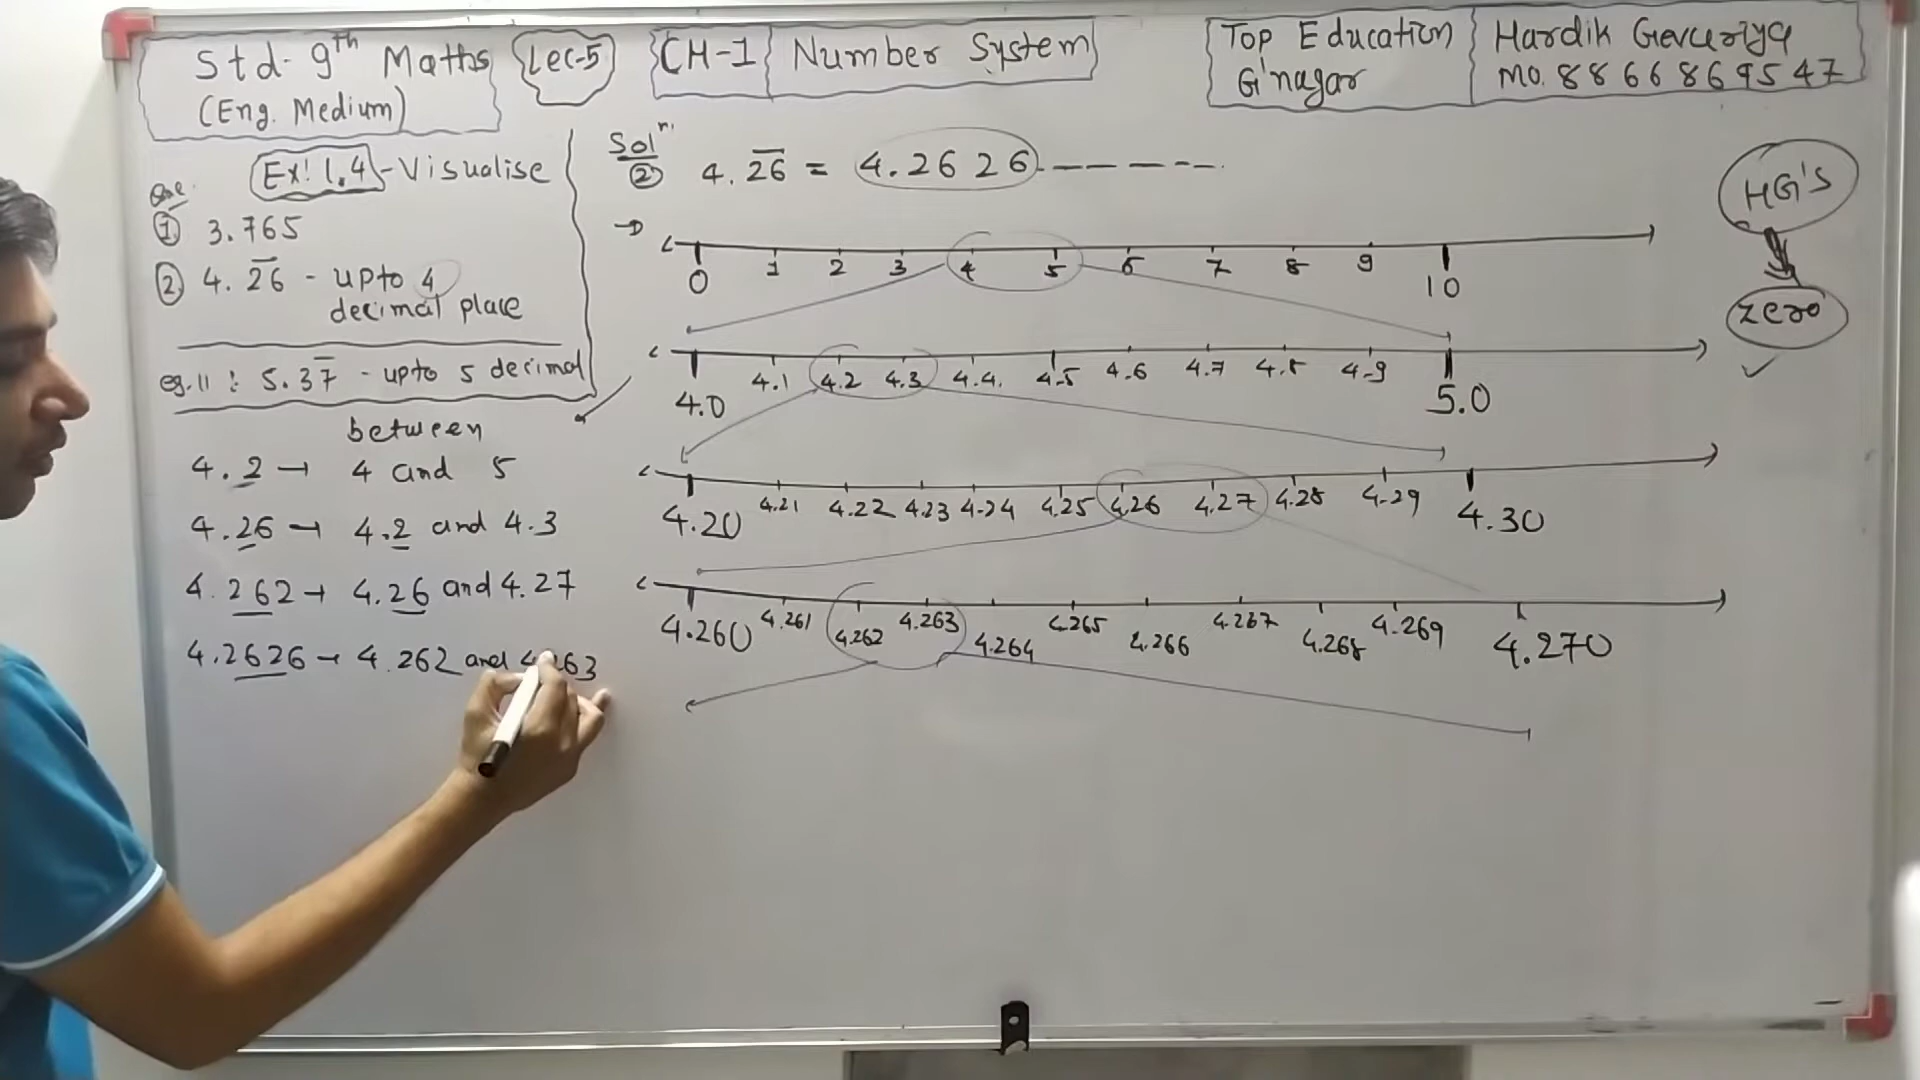 Std- 9th Maths
(Eng. Medium)
Lec-5
CH-1
Number System
Top Education
G'nagar
Hardik Gevariya
MO. 8866869547
Ex: 1.4 - Visualise
Que.
① 3.765
② 4.2̅6̅ - upto 4
decimal place
eg.11 : 5.37̅ - upto 5 decimal
between
4.2 → 4 and 5
4.26 → 4.2 and 4.3
4.262 → 4.26 and 4.27
4.2626 → 4.262 and 4.263
Soln.
② 4.2̅6̅ = 4.2626------
0 1 2 3 4 5 6 7 8 9 10
4.0 4.1 4.2 4.3 4.4 4.5 4.6 4.7 4.8 4.9 5.0
4.20 4.21 4.22 4.23 4.24 4.25 4.26 4.27 4.28 4.29 4.30
4.260 4.261 4.262 4.263 4.264 4.265 4.266 4.267 4.268 4.269 4.270
HG's
zero